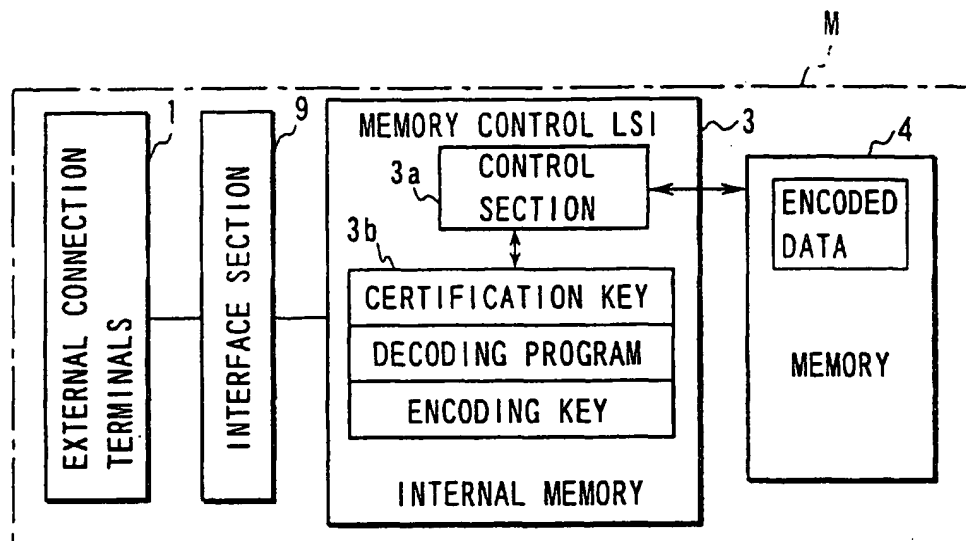 M
1
EXTERNAL CONNECTION
TERMINALS
9
INTERFACE SECTION
MEMORY CONTROL LSI
3
3a
CONTROL
SECTION
3b
CERTIFICATION KEY
DECODING PROGRAM
ENCODING KEY
INTERNAL MEMORY
4
ENCODED
DATA
MEMORY